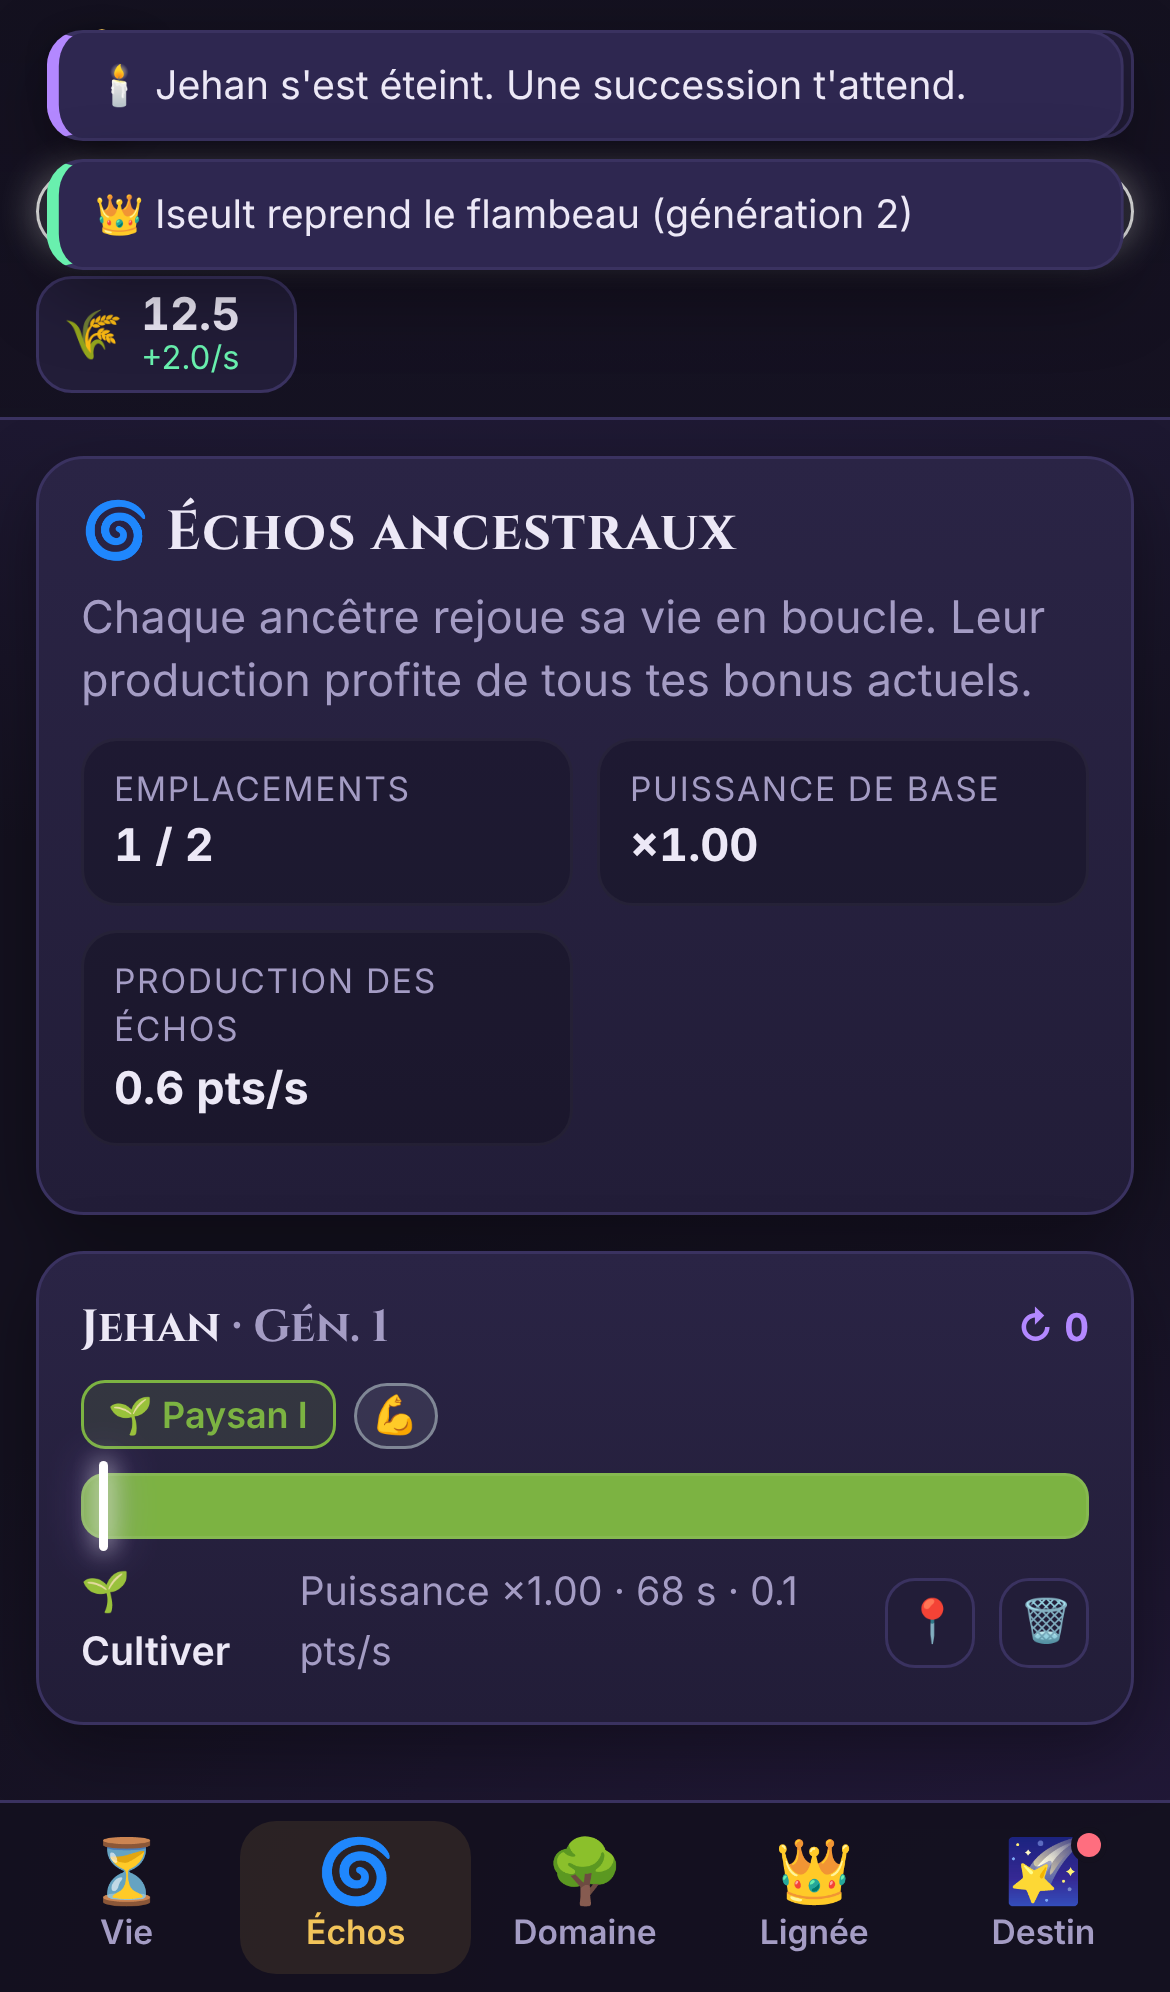 Jehan s'est éteint. Une succession t'attend.
Iseult reprend le flambeau (génération 2)
12.5
+2.0/s
Échos ancestraux
Chaque ancêtre rejoue sa vie en boucle. Leur
production profite de tous tes bonus actuels.
EMPLACEMENTS
1 / 2
PUISSANCE DE BASE
×1.00
PRODUCTION DES
ÉCHOS
0.6 pts/s
Jehan · Gén. 1
↻ 0
Paysan I
Cultiver
Puissance ×1.00 · 68 s · 0.1
pts/s
Vie
Échos
Domaine
Lignée
Destin